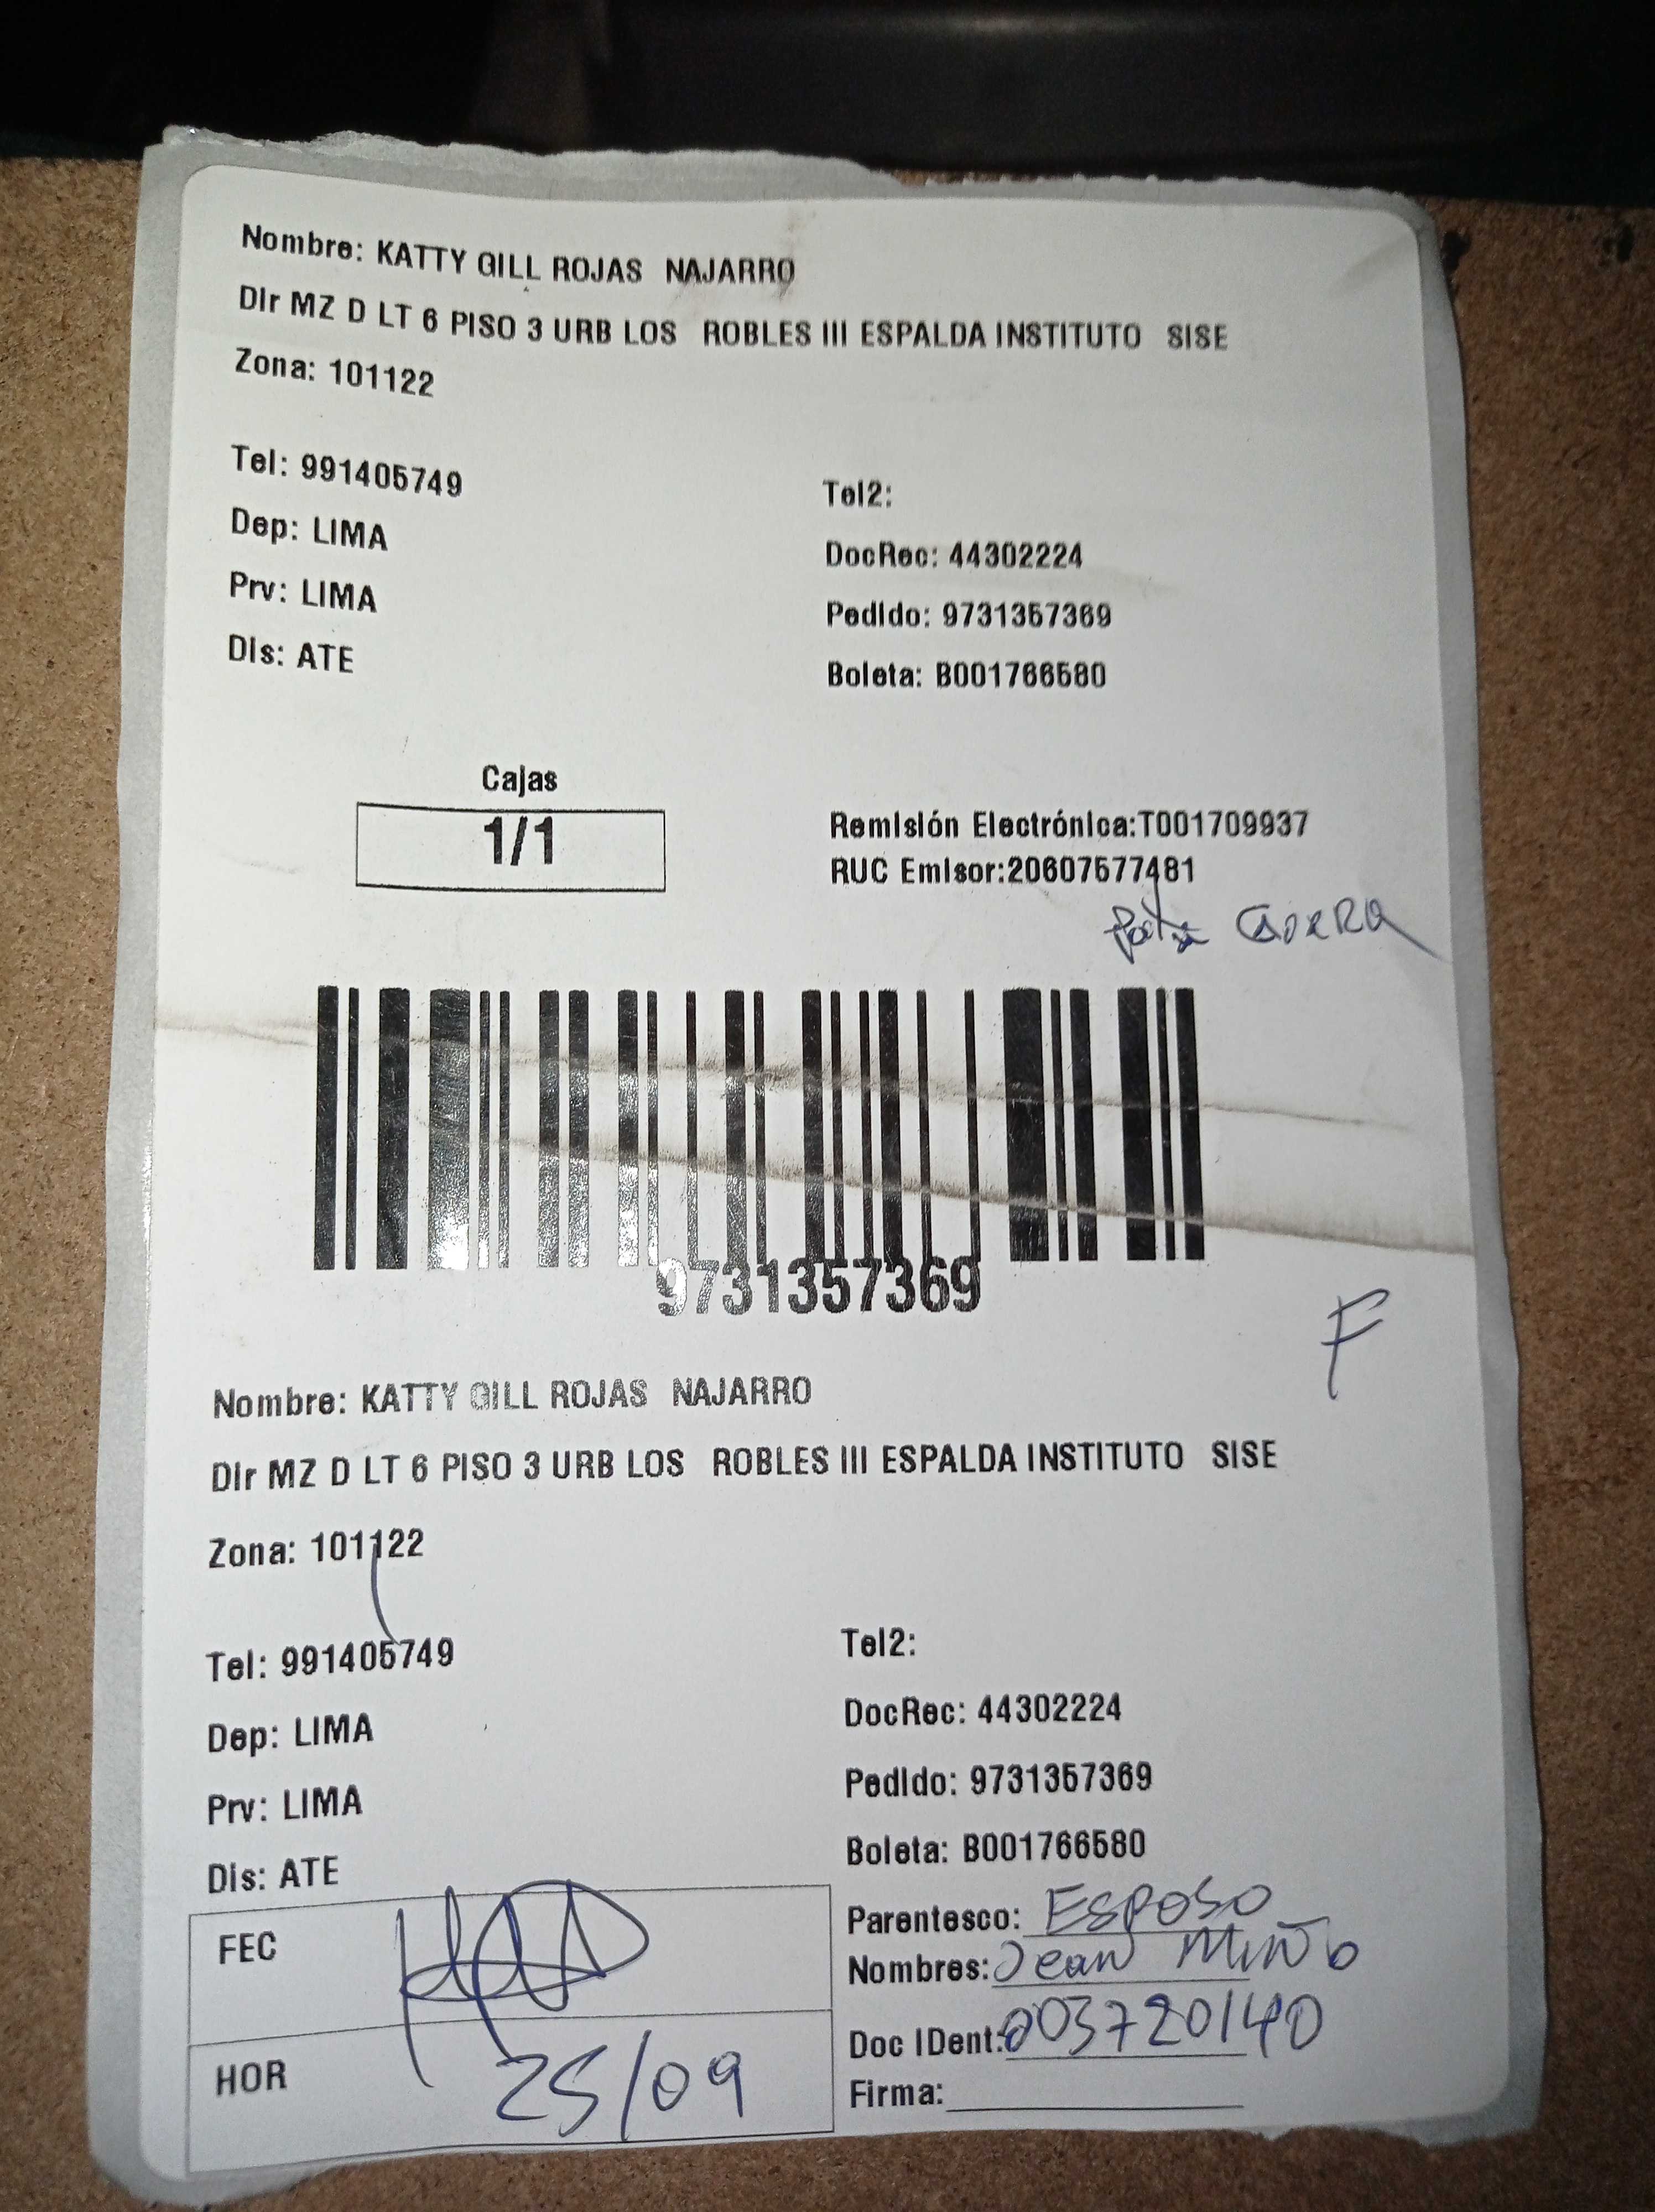 Nombre: KATTY GILL ROJAS NAJARRO
Dir MZ D LT 6 PISO 3 URB LOS ROBLES III ESPALDA INSTITUTO SISE
Zona: 101122
Tel: 991405749
Tel2:
Dep: LIMA
DocRec: 44302224
Prv: LIMA
Pedido: 9731357369
Dis: ATE
Boleta: B001766580
Cajas
1/1
Remisión Electrónica:T001709937
RUC Emisor:20607577481
9731357369
F
Nombre: KATTY GILL ROJAS NAJARRO
Dir MZ D LT 6 PISO 3 URB LOS ROBLES III ESPALDA INSTITUTO SISE
Zona: 101122
Tel: 991405749
Tel2:
Dep: LIMA
DocRec: 44302224
Prv: LIMA
Pedido: 9731357369
Dis: ATE
Boleta: B001766580
FEC
Parentesco: ESPOSO
Nombres: Jean Miño
Doc IDent: 003720140
HOR 25/09
Firma: